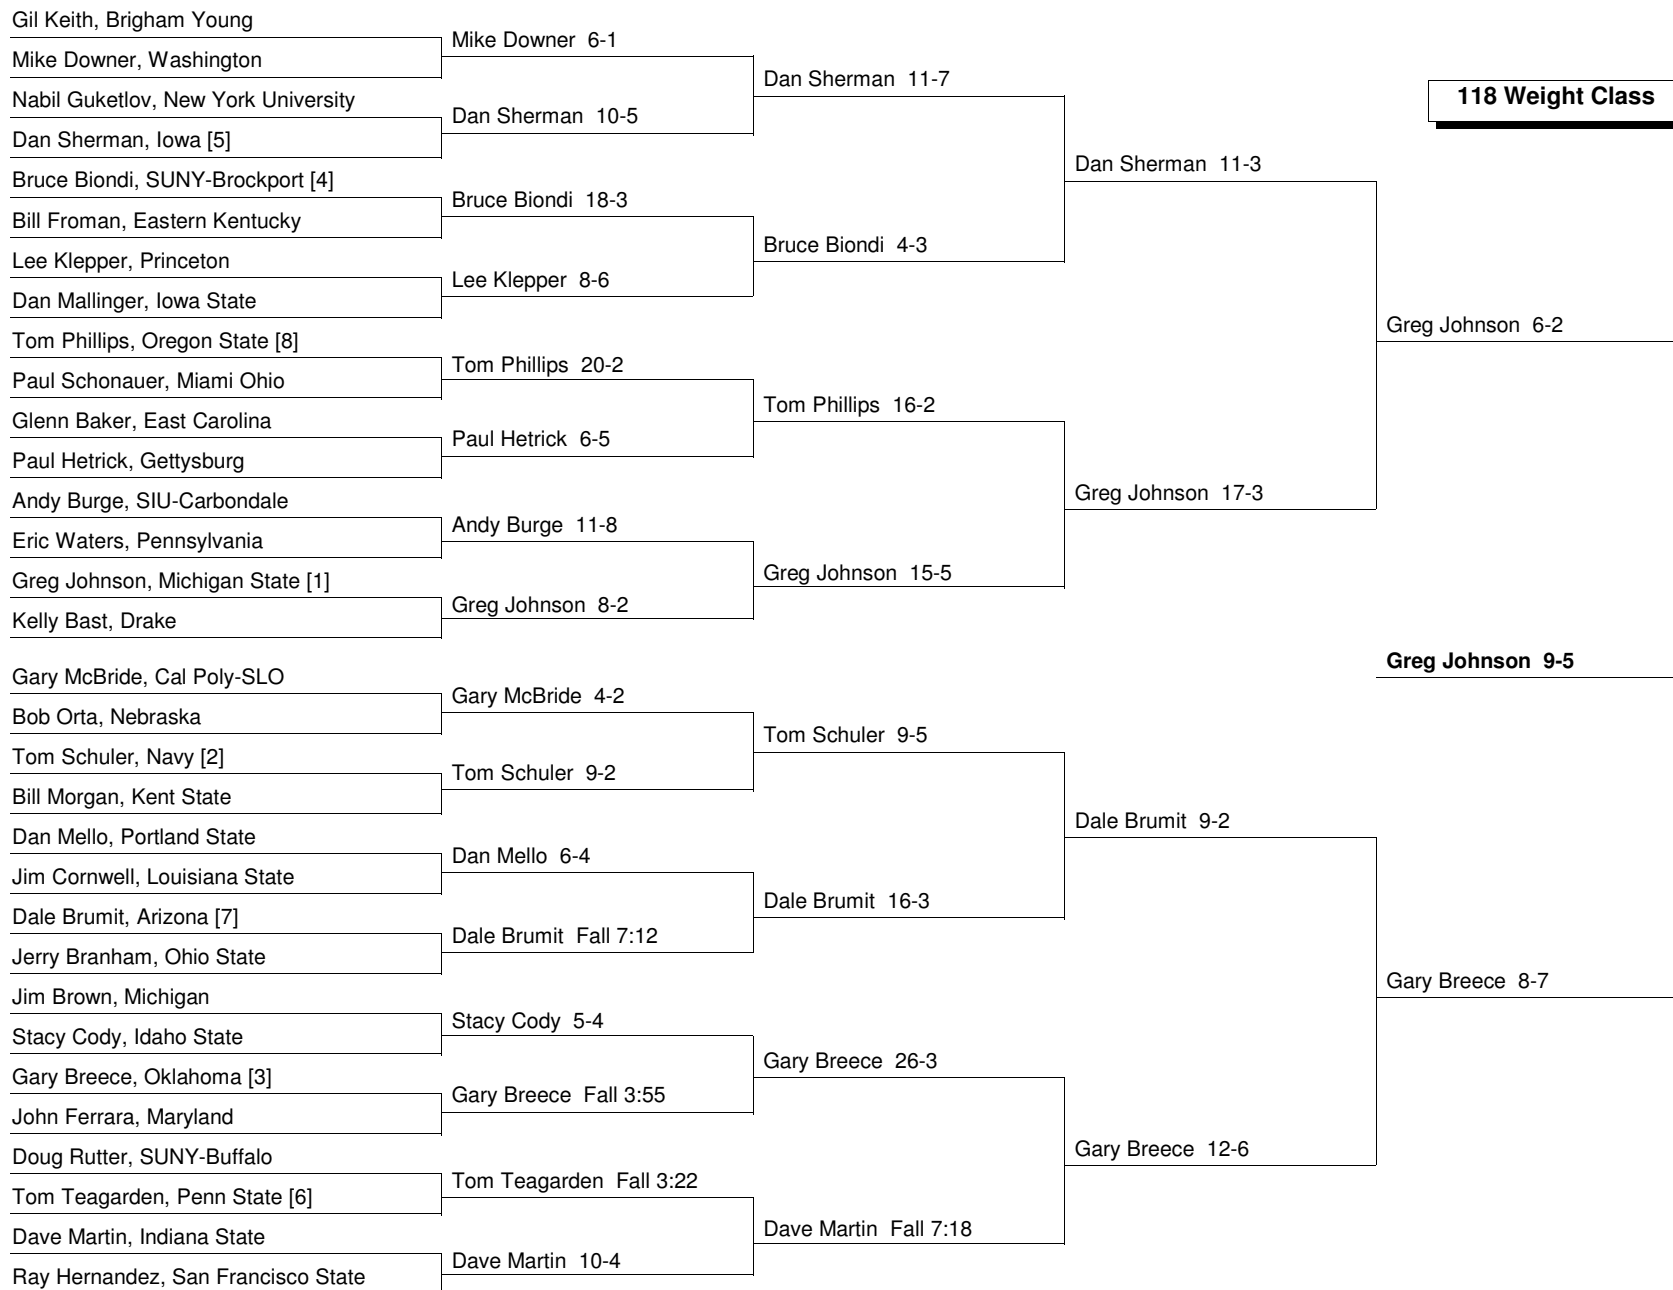 Gil Keith, Brigham Young
Mike Downer, Washington
Nabil Guketlov, New York University
Dan Sherman, Iowa [5]
Bruce Biondi, SUNY-Brockport [4]
Bill Froman, Eastern Kentucky
Lee Klepper, Princeton
Dan Mallinger, Iowa State
Tom Phillips, Oregon State [8]
Paul Schonauer, Miami Ohio
Glenn Baker, East Carolina
Paul Hetrick, Gettysburg
Andy Burge, SIU-Carbondale
Eric Waters, Pennsylvania
Greg Johnson, Michigan State [1]
Kelly Bast, Drake
Gary McBride, Cal Poly-SLO
Bob Orta, Nebraska
Tom Schuler, Navy [2]
Bill Morgan, Kent State
Dan Mello, Portland State
Jim Cornwell, Louisiana State
Dale Brumit, Arizona [7]
Jerry Branham, Ohio State
Jim Brown, Michigan
Stacy Cody, Idaho State
Gary Breece, Oklahoma [3]
John Ferrara, Maryland
Doug Rutter, SUNY-Buffalo
Tom Teagarden, Penn State [6]
Dave Martin, Indiana State
Ray Hernandez, San Francisco State
Mike Downer 6-1
Dan Sherman 10-5
Bruce Biondi 18-3
Lee Klepper 8-6
Tom Phillips 20-2
Paul Hetrick 6-5
Andy Burge 11-8
Greg Johnson 8-2
Gary McBride 4-2
Tom Schuler 9-2
Dan Mello 6-4
Dale Brumit Fall 7:12
Stacy Cody 5-4
Gary Breece Fall 3:55
Tom Teagarden Fall 3:22
Dave Martin 10-4
Dan Sherman 11-7
Bruce Biondi 4-3
Tom Phillips 16-2
Greg Johnson 15-5
Tom Schuler 9-5
Dale Brumit 16-3
Gary Breece 26-3
Dave Martin Fall 7:18
Dan Sherman 11-3
Greg Johnson 17-3
Dale Brumit 9-2
Gary Breece 12-6
118 Weight Class
Greg Johnson 6-2
Greg Johnson 9-5
Gary Breece 8-7